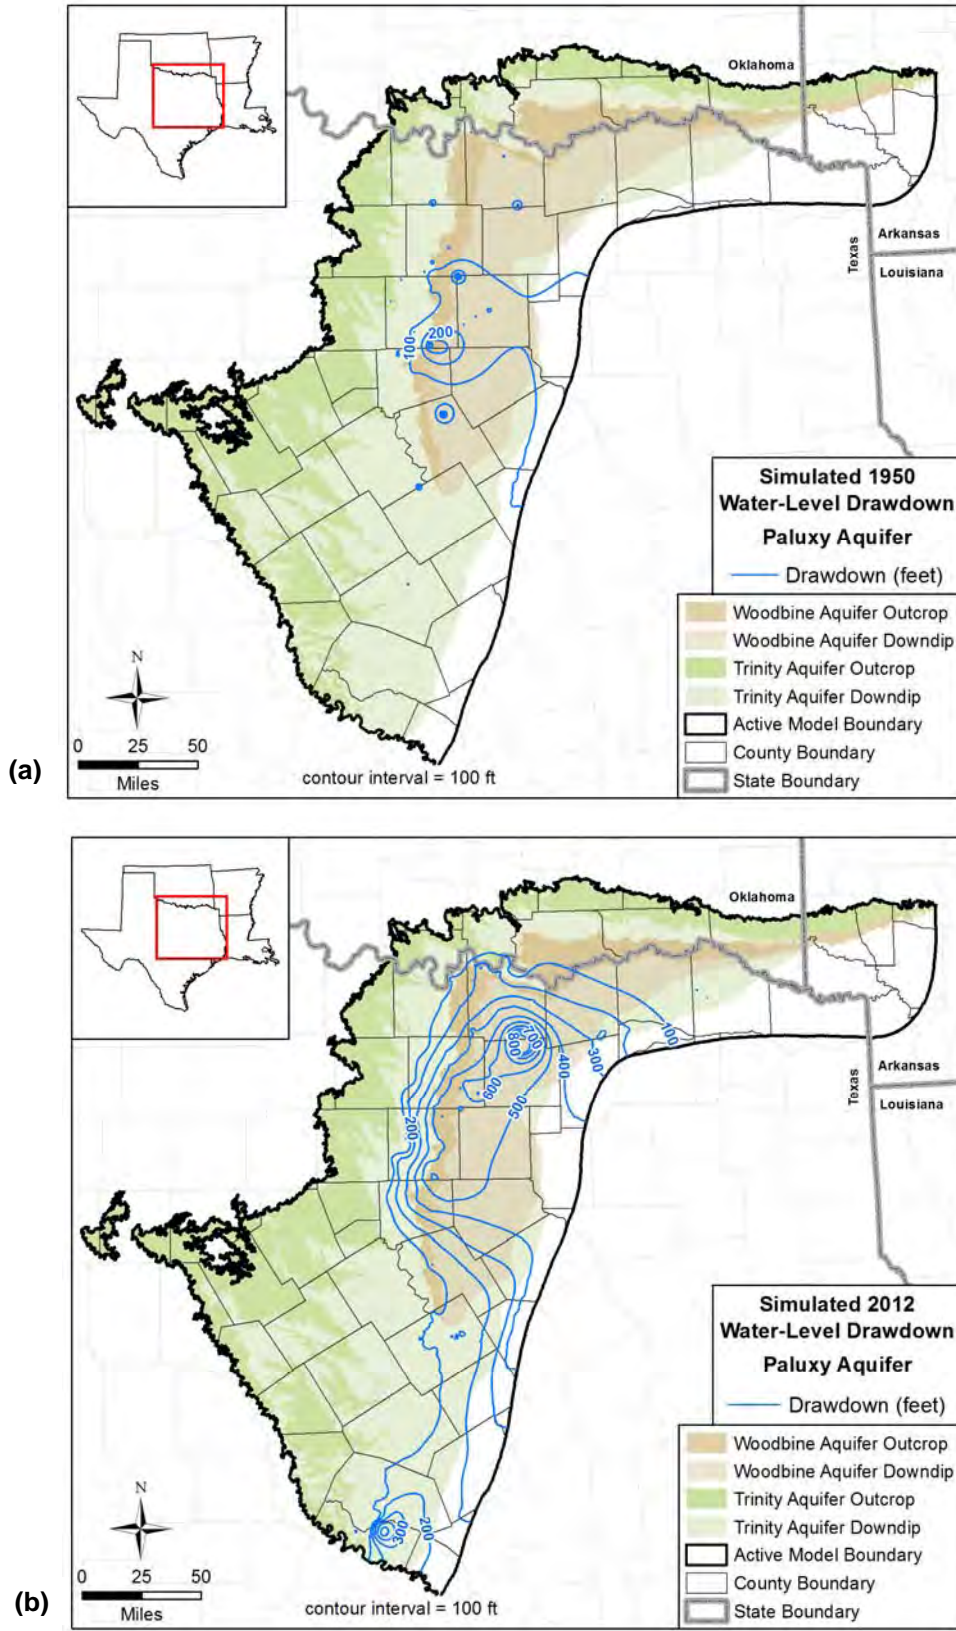 Oklahoma
Texas
Arkansas
Louisiana
200
100
Simulated 1950
Water-Level Drawdown
Paluxy Aquifer
Drawdown (feet)
Woodbine Aquifer Outcrop
Woodbine Aquifer Downdip
Trinity Aquifer Outcrop
Trinity Aquifer Downdip
Active Model Boundary
County Boundary
State Boundary
N
0 25 50
Miles
contour interval = 100 ft
(a)
Oklahoma
Texas
Arkansas
Louisiana
100
700
800
300
400
600
500
200
200
300
Simulated 2012
Water-Level Drawdown
Paluxy Aquifer
Drawdown (feet)
Woodbine Aquifer Outcrop
Woodbine Aquifer Downdip
Trinity Aquifer Outcrop
Trinity Aquifer Downdip
Active Model Boundary
County Boundary
State Boundary
N
0 25 50
Miles
contour interval = 100 ft
(b)